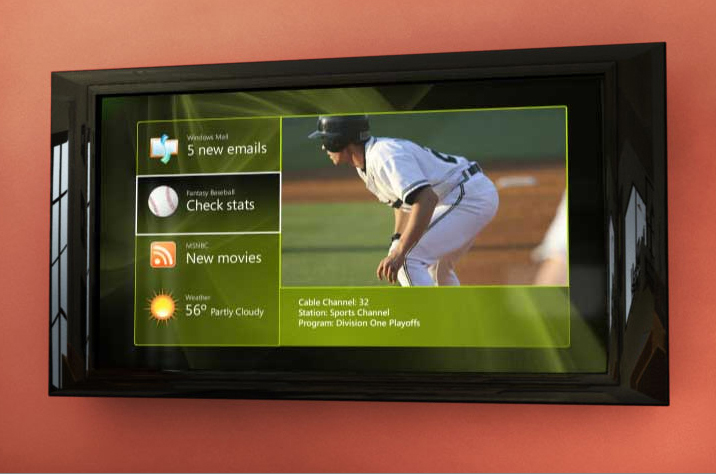 Windows Mail
5 new emails
Fantasy Baseball
Check stats
MSNBC
New movies
Weather
56° Partly Cloudy
Cable Channel: 32
Station: Sports Channel
Program: Division One Playoffs